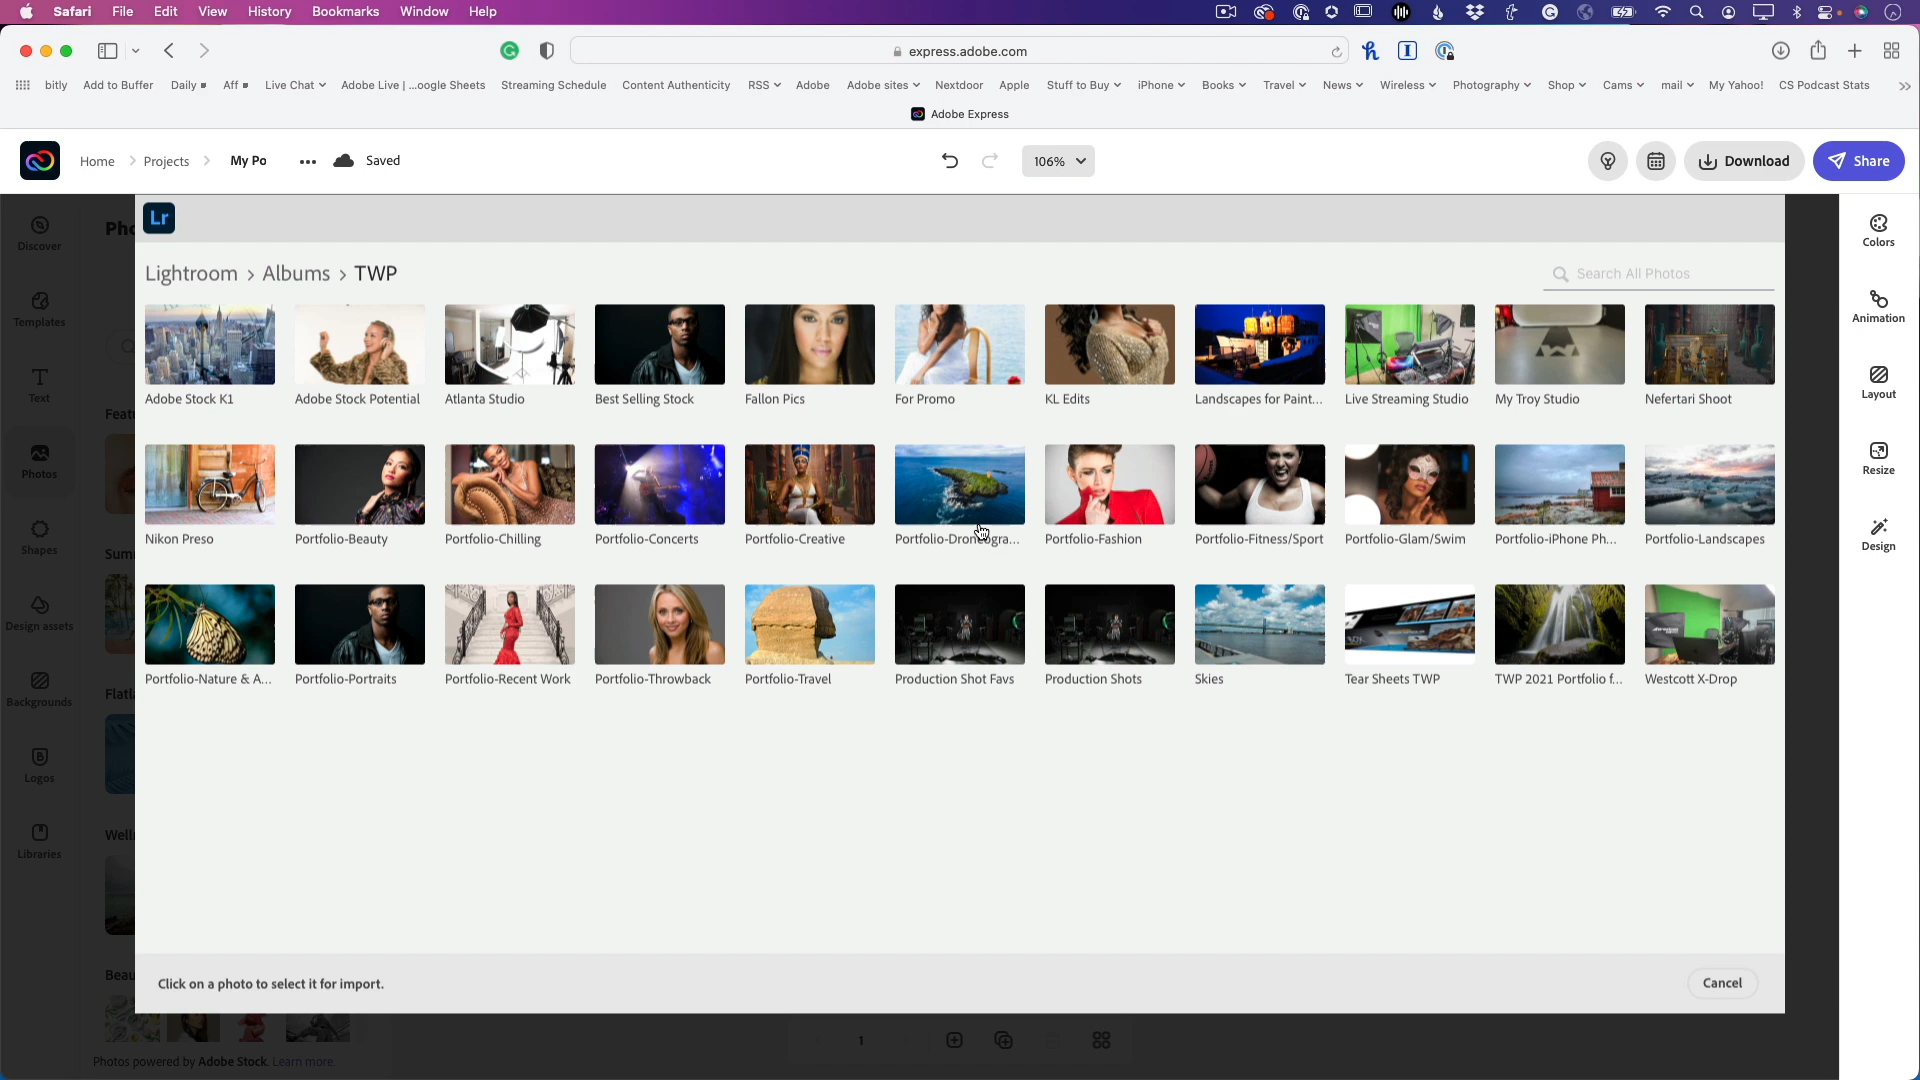 Safari File Edit View History Bookmarks Window Help
express.adobe.com
bitly Add to Buffer Daily Aff Live Chat Adobe Live | ...oogle Sheets Streaming Schedule Content Authenticity RSS Adobe Adobe sites Nextdoor Apple Stuff to Buy iPhone Books Travel News Wireless Photography Shop Cams mail My Yahoo! CS Podcast Stats
Adobe Express
Home Projects My Po ... Saved 106% Download Share
Lr
Discover
Templates
Text
Photos
Shapes
Design assets
Backgrounds
Logos
Libraries
Lightroom > Albums > TWP
Search All Photos
Adobe Stock K1 Adobe Stock Potential Atlanta Studio Best Selling Stock Fallon Pics For Promo KL Edits Landscapes for Paint... Live Streaming Studio My Troy Studio Nefertari Shoot
Nikon Preso Portfolio-Beauty Portfolio-Chilling Portfolio-Concerts Portfolio-Creative Portfolio-Fashion Portfolio-Fitness/Sport Portfolio-Glam/Swim Portfolio-iPhone Ph... Portfolio-Landscapes
Portfolio-Nature & A... Portfolio-Portraits Portfolio-Recent Work Portfolio-Throwback Portfolio-Travel Production Shot Favs Production Shots Skies Tear Sheets TWP TWP 2021 Portfolio f... Westcott X-Drop
Click on a photo to select it for import.
Cancel
1
Photos powered by Adobe Stock. Learn more.
Colors
Animation
Layout
Resize
Design